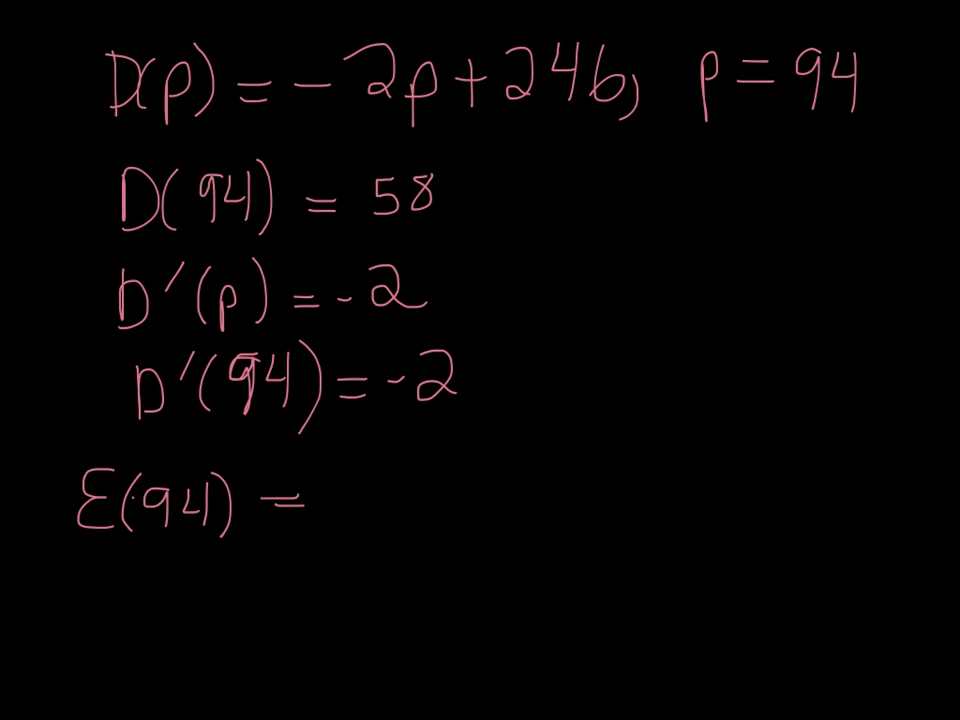 D(p) = - 2p + 246, p = 94
D(94) = 58
D'(p) = -2
D'(94) = -2
E(94) =